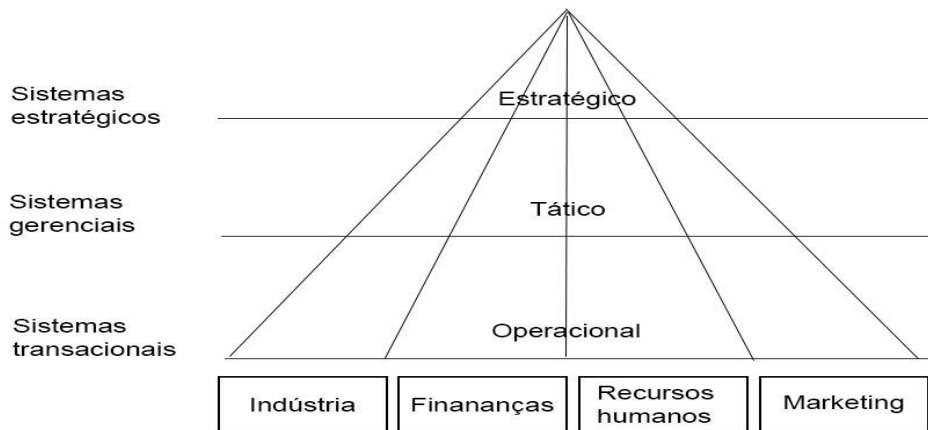 Sistemas
estratégicos
Estratégico
Sistemas
gerenciais
Tático
Sistemas
transacionais
Operacional
Indústria
Finananças
Recursos
humanos
Marketing